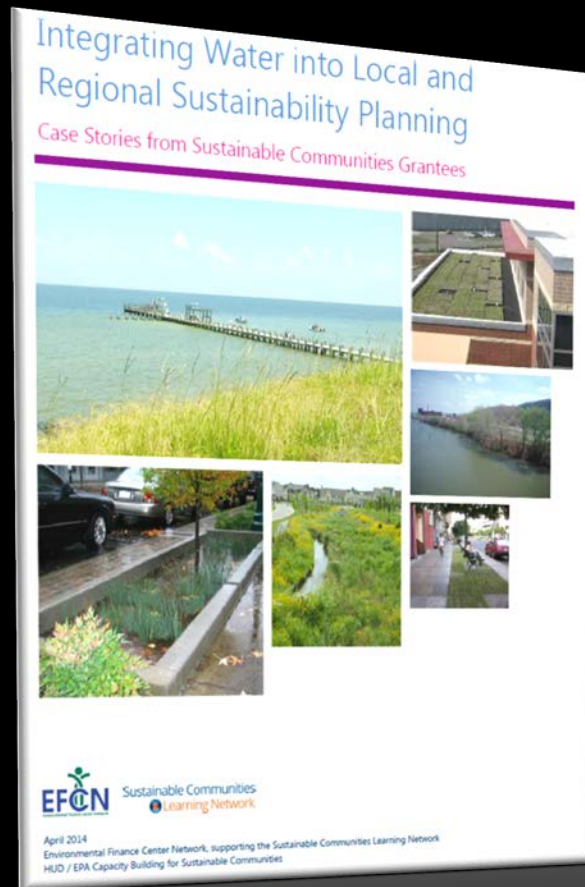 Integrating Water into Local and
Regional Sustainability Planning
Case Stories from Sustainable Communities Grantees
EFCN
Sustainable Communities
Learning Network
April 2014
Environmental Finance Center Network, supporting the Sustainable Communities Learning Network
HUD / EPA Capacity Building for Sustainable Communities